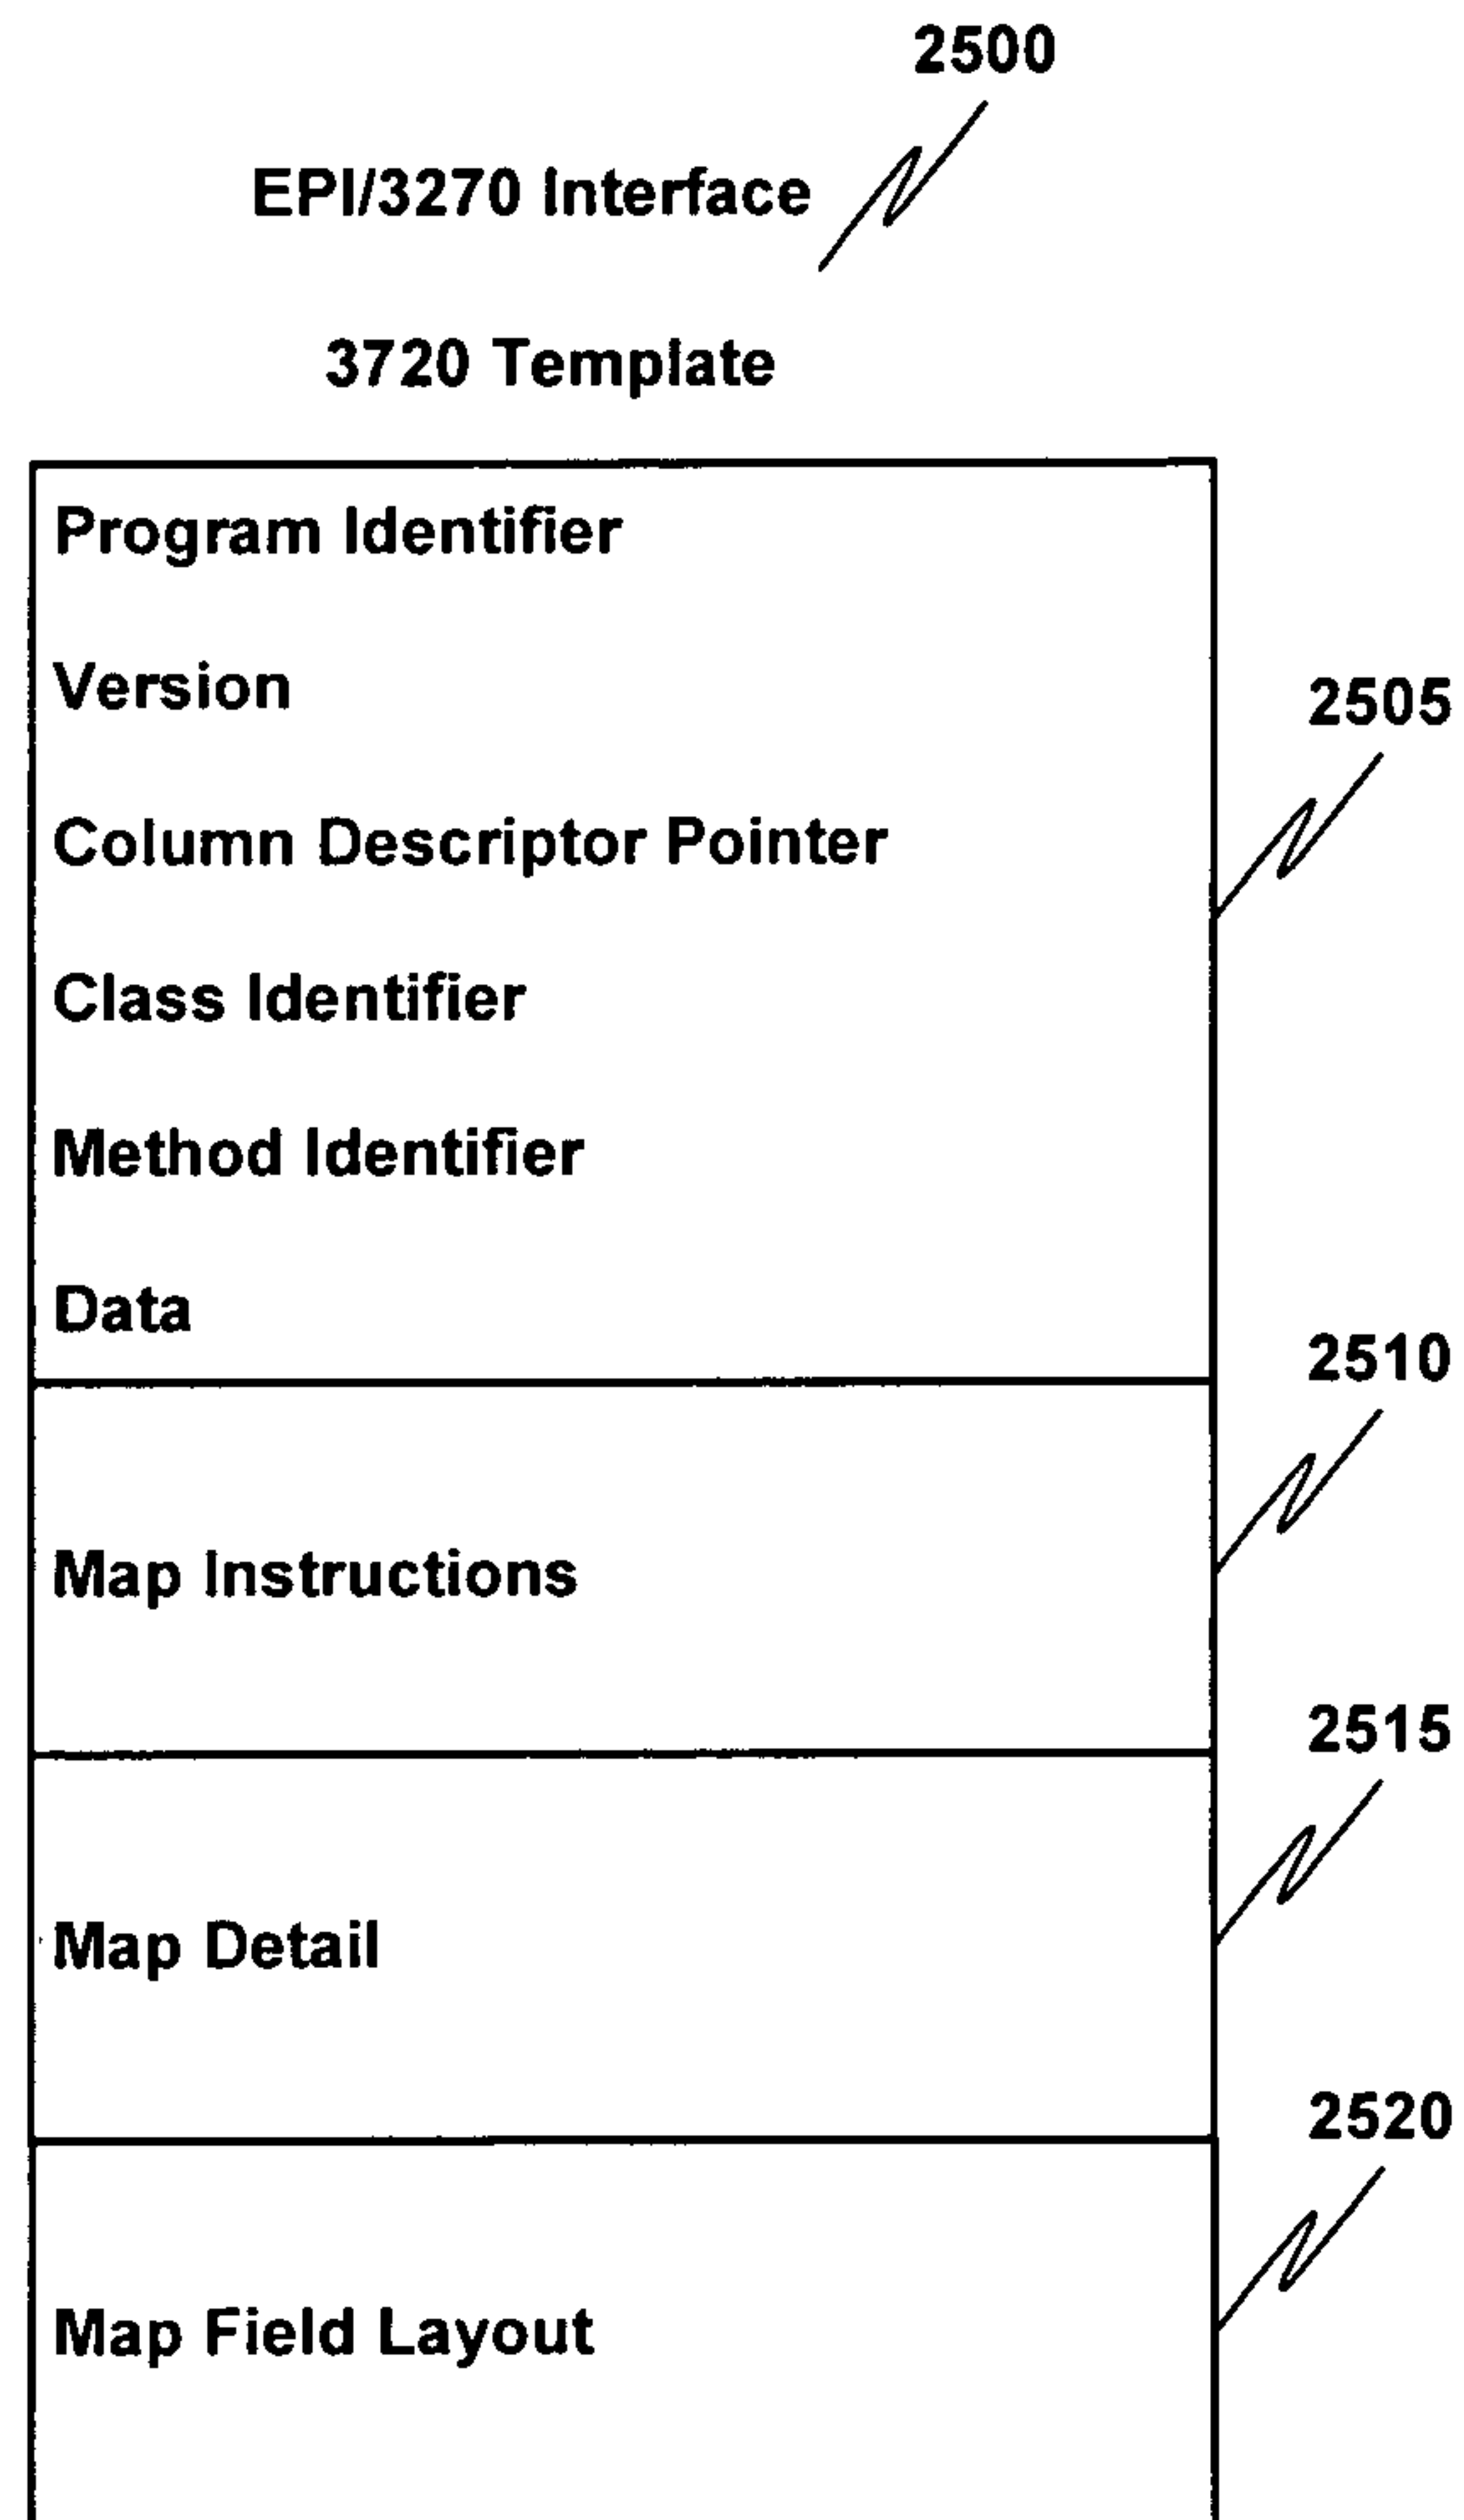 2500
EPI/3270 Interface
3720 Template
Program Identifier
Version
2505
Column Descriptor Pointer
Class Identifier
Method Identifier
Data
2510
Map Instructions
2515
Map Detail
2520
Map Field Layout